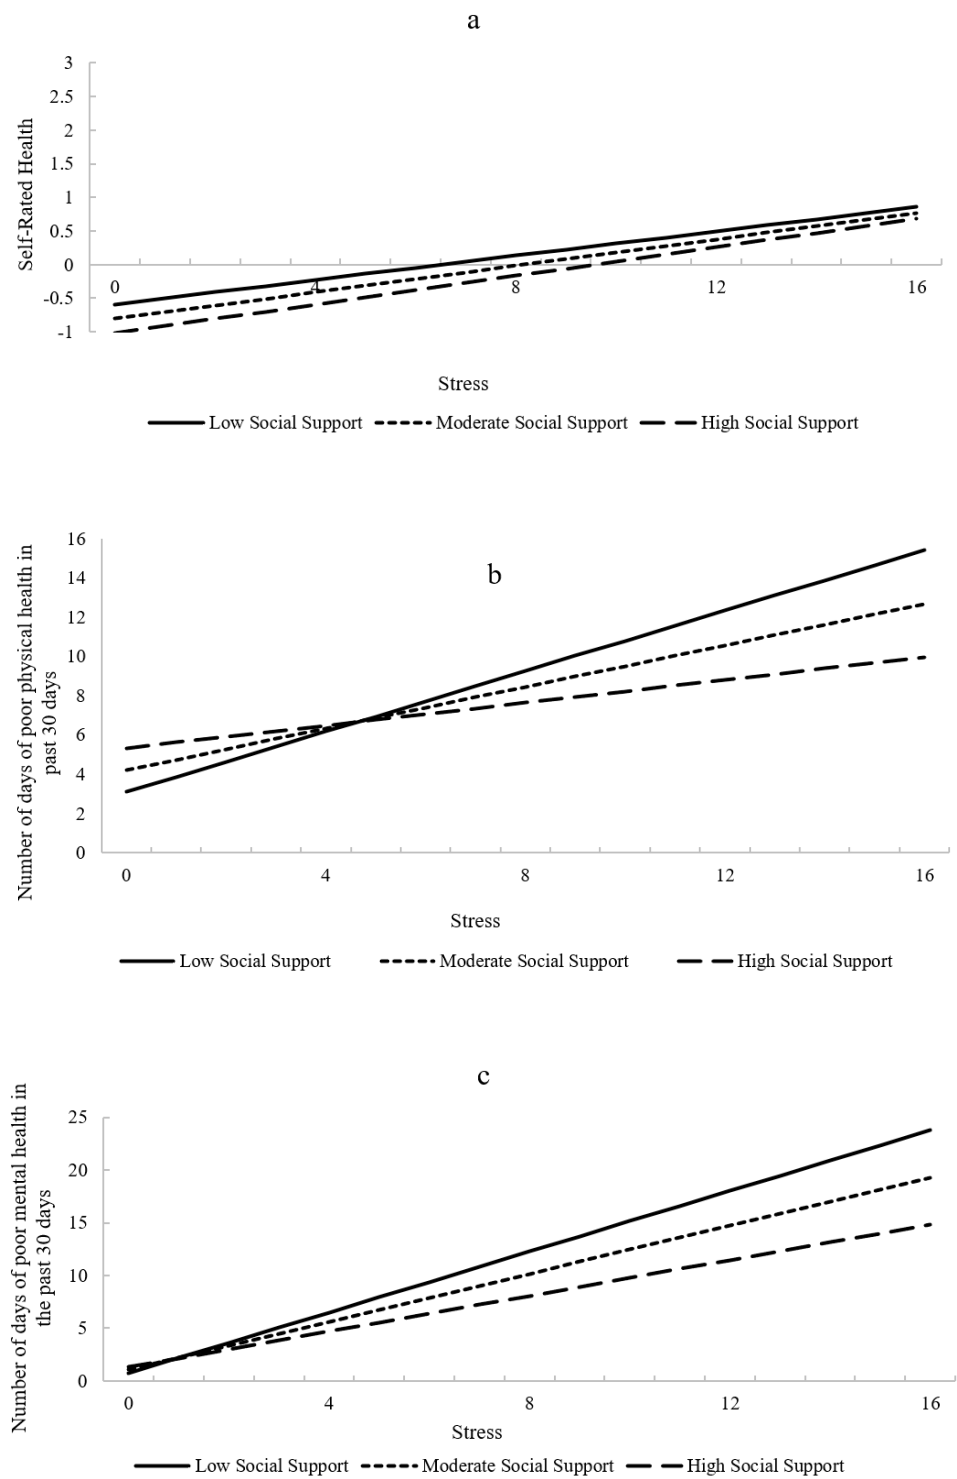 a
3
2.5
2
1.5
1
0.5
0
-0.5
-1
Self-Rated Health
0 4 8 12 16
Stress
Low Social Support Moderate Social Support High Social Support
b
16
14
12
10
8
6
4
2
0
Number of days of poor physical health in
past 30 days
0 4 8 12 16
Stress
Low Social Support Moderate Social Support High Social Support
c
25
20
15
10
5
0
Number of days of poor mental health in
the past 30 days
0 4 8 12 16
Stress
Low Social Support Moderate Social Support High Social Support